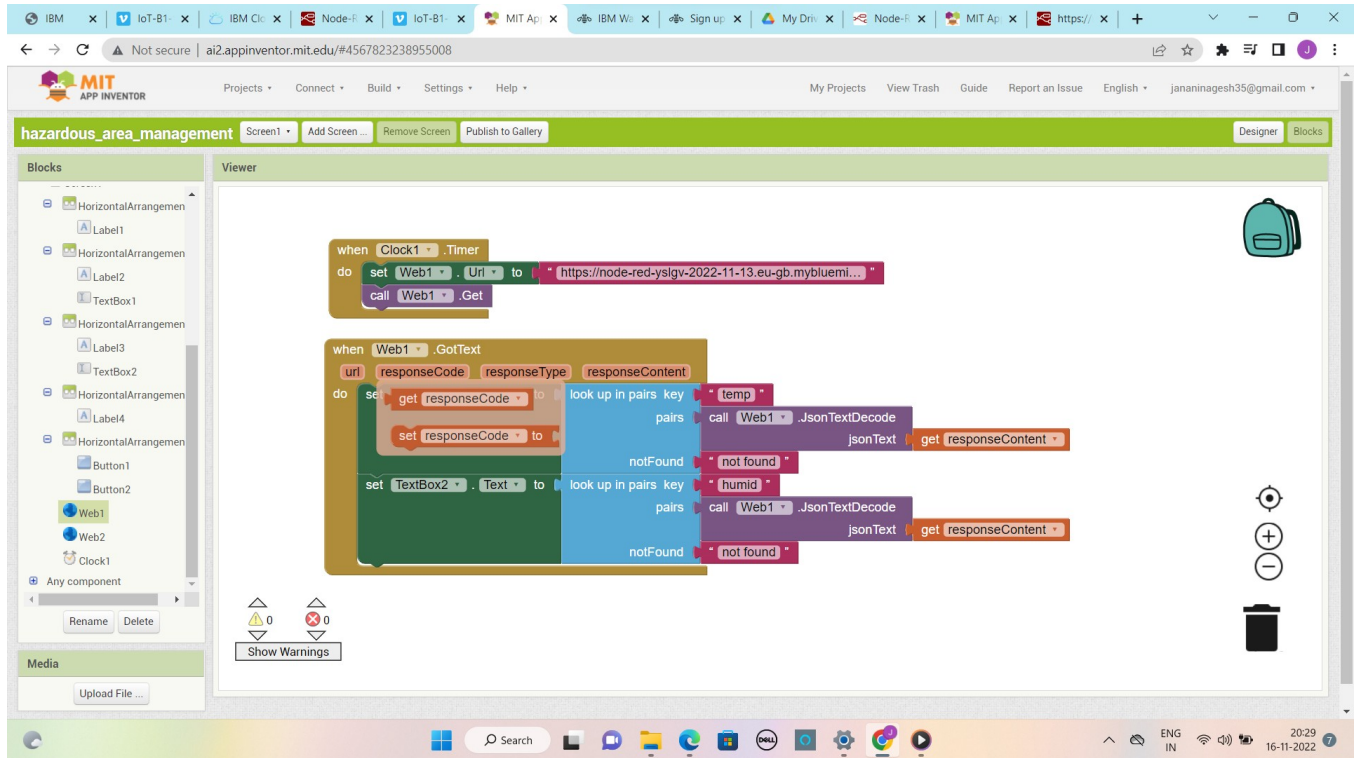 IBM
IoT-B1-
IBM Clo
Node-R
IoT-B1-
MIT Ap
IBM Wa
Sign up
My Driv
Node-R
MIT Ap
https://
Not secure | ai2.appinventor.mit.edu/#4567823238955008
J
MIT
APP INVENTOR
Projects
Connect
Build
Settings
Help
My Projects
View Trash
Guide
Report an Issue
English
jananinagesh35@gmail.com
hazardous_area_management
Screen1
Add Screen ...
Remove Screen
Publish to Gallery
Designer
Blocks
Blocks
Viewer
HorizontalArrangemen
Label1
HorizontalArrangemen
Label2
TextBox1
HorizontalArrangemen
Label3
TextBox2
HorizontalArrangemen
Label4
HorizontalArrangemen
Button1
Button2
Web1
Web2
Clock1
Any component
Rename
Delete
Media
Upload File ...
when Clock1 .Timer
do set Web1 . Url to " https://node-red-yslgv-2022-11-13.eu-gb.mybluemi... "
call Web1 .Get
when Web1 .GotText
url responseCode responseType responseContent
do set to look up in pairs key " temp "
get responseCode
pairs call Web1 .JsonTextDecode
set responseCode to
jsonText get responseContent
notFound " not found "
set TextBox2 . Text to look up in pairs key " humid "
pairs call Web1 .JsonTextDecode
jsonText get responseContent
notFound " not found "
0
0
Show Warnings
Search
DELL
ENG
IN
20:29
16-11-2022
7